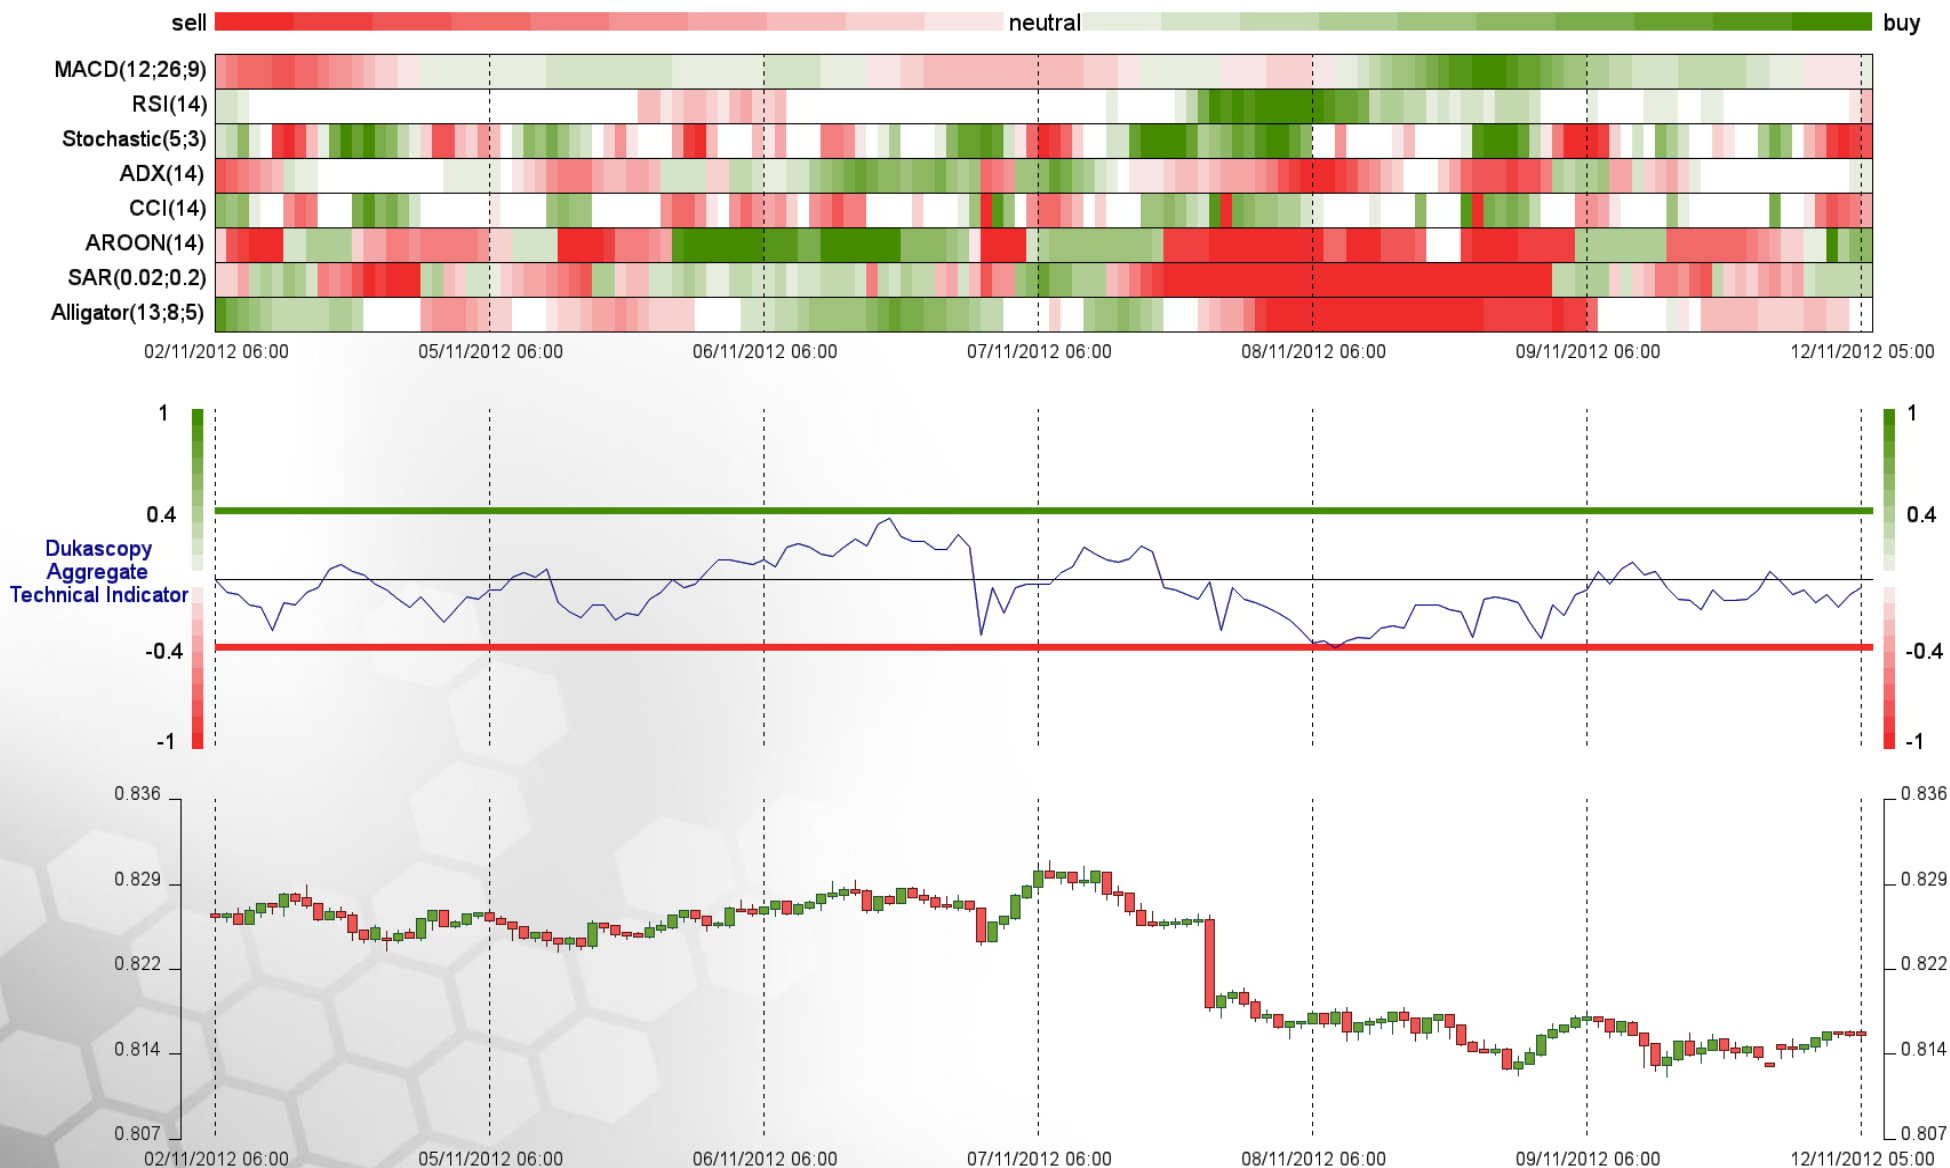 sell neutral buy
MACD(12;26;9)
RSI(14)
Stochastic(5;3)
ADX(14)
CCI(14)
AROON(14)
SAR(0.02;0.2)
Alligator(13;8;5)
02/11/2012 06:00 05/11/2012 06:00 06/11/2012 06:00 07/11/2012 06:00 08/11/2012 06:00 09/11/2012 06:00 12/11/2012 05:00
1 1
0.4 0.4
Dukascopy
Aggregate
Technical Indicator
-0.4 -0.4
-1 -1
0.836 0.836
0.829 0.829
0.822 0.822
0.814 0.814
0.807 0.807
02/11/2012 06:00 05/11/2012 06:00 06/11/2012 06:00 07/11/2012 06:00 08/11/2012 06:00 09/11/2012 06:00 12/11/2012 05:00